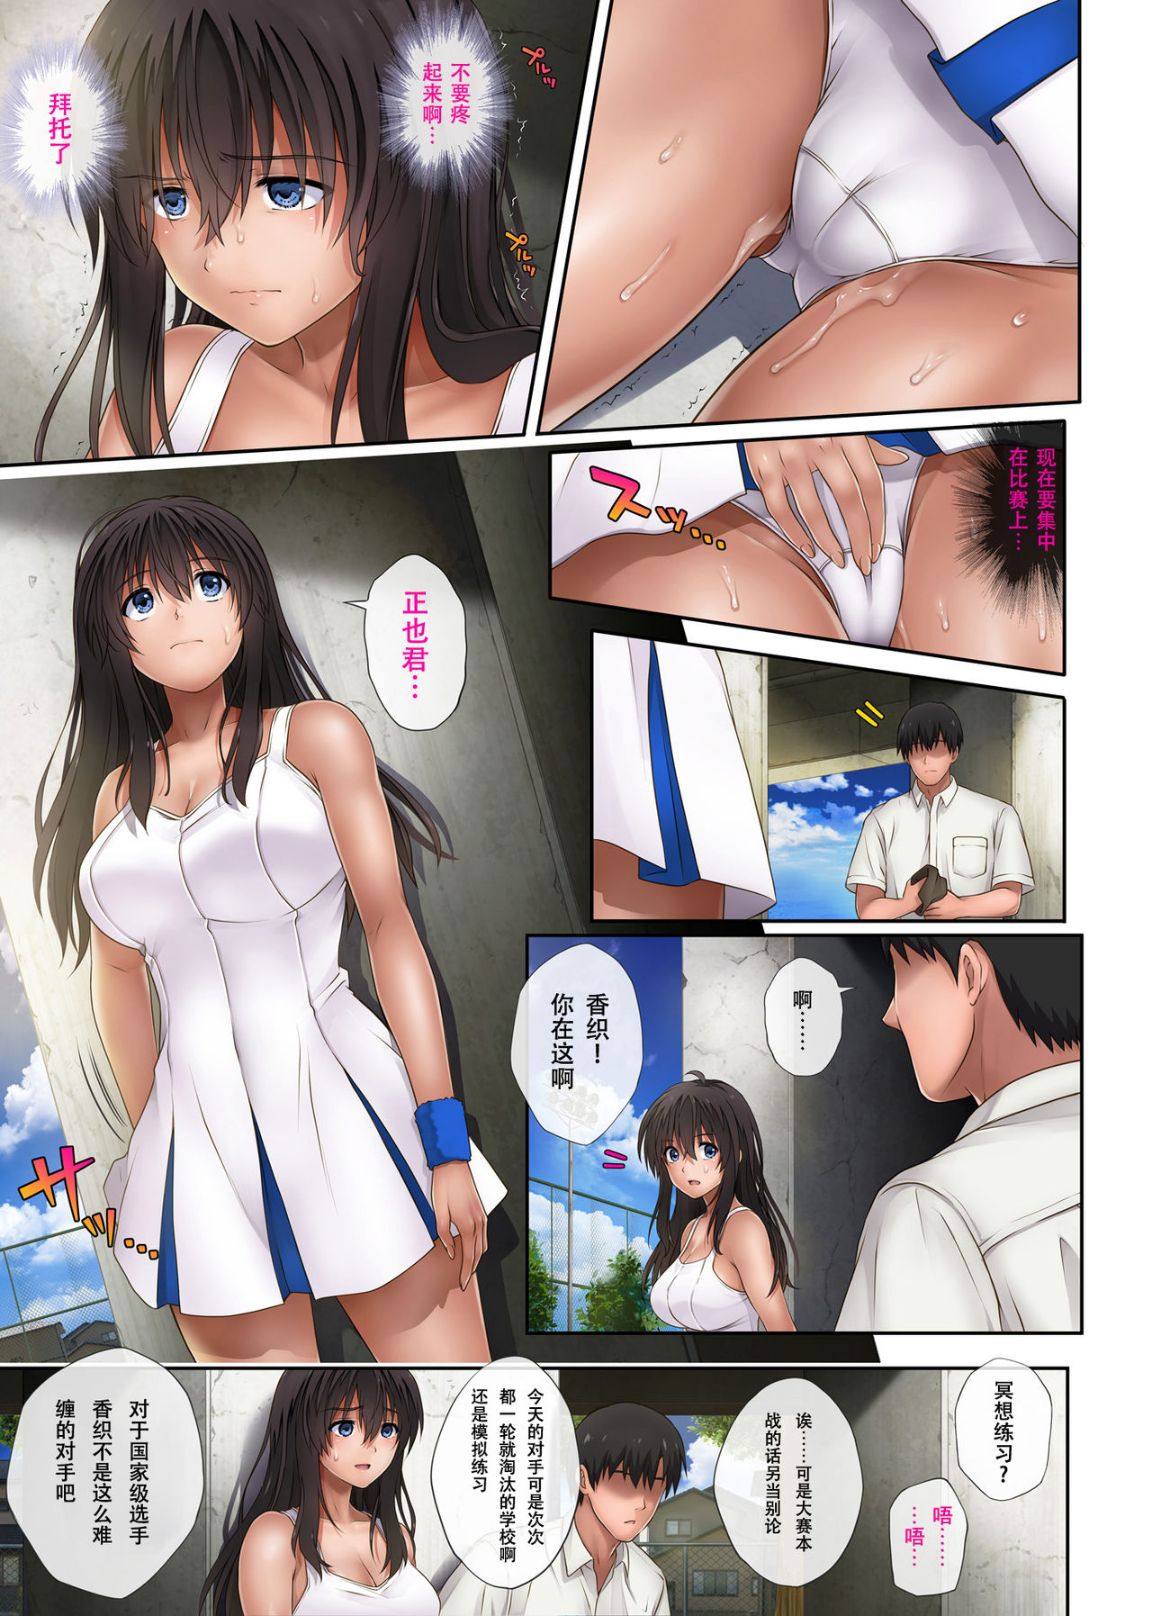 不要疼
起来啊…
拜托了
プルッ
プルッ
现在要集中
在比赛上…
ス…
正也君…
サッ…
啊……
香织！
你在这啊
冥想练习？
唔……
…唔…
诶……可是大赛本
战的话另当别论
今天的对手可是次次
都一轮就淘汰的学校啊
还是模拟练习
对于国家级选手
香织不是这么难
缠的对手吧